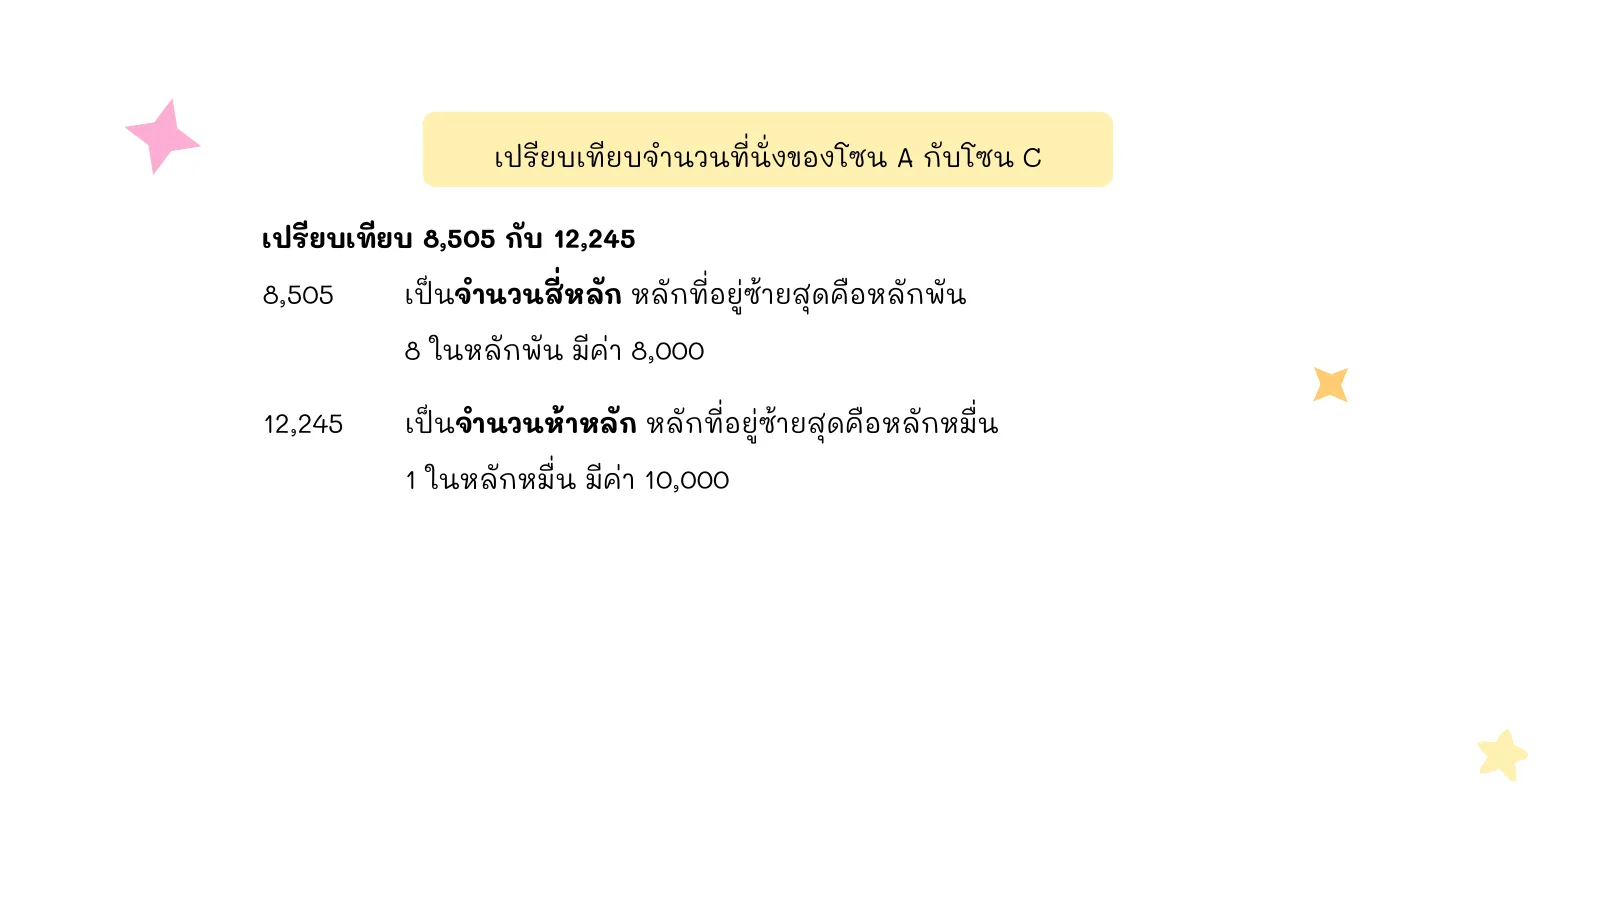 เปรียบเทียบจำนวนที่นั่งของโซน A กับโซน C
เปรียบเทียบ 8,505 กับ 12,245
8,505 เป็นจำนวนสี่หลัก หลักที่อยู่ซ้ายสุดคือหลักพัน
8 ในหลักพัน มีค่า 8,000
12,245 เป็นจำนวนห้าหลัก หลักที่อยู่ซ้ายสุดคือหลักหมื่น
1 ในหลักหมื่น มีค่า 10,000